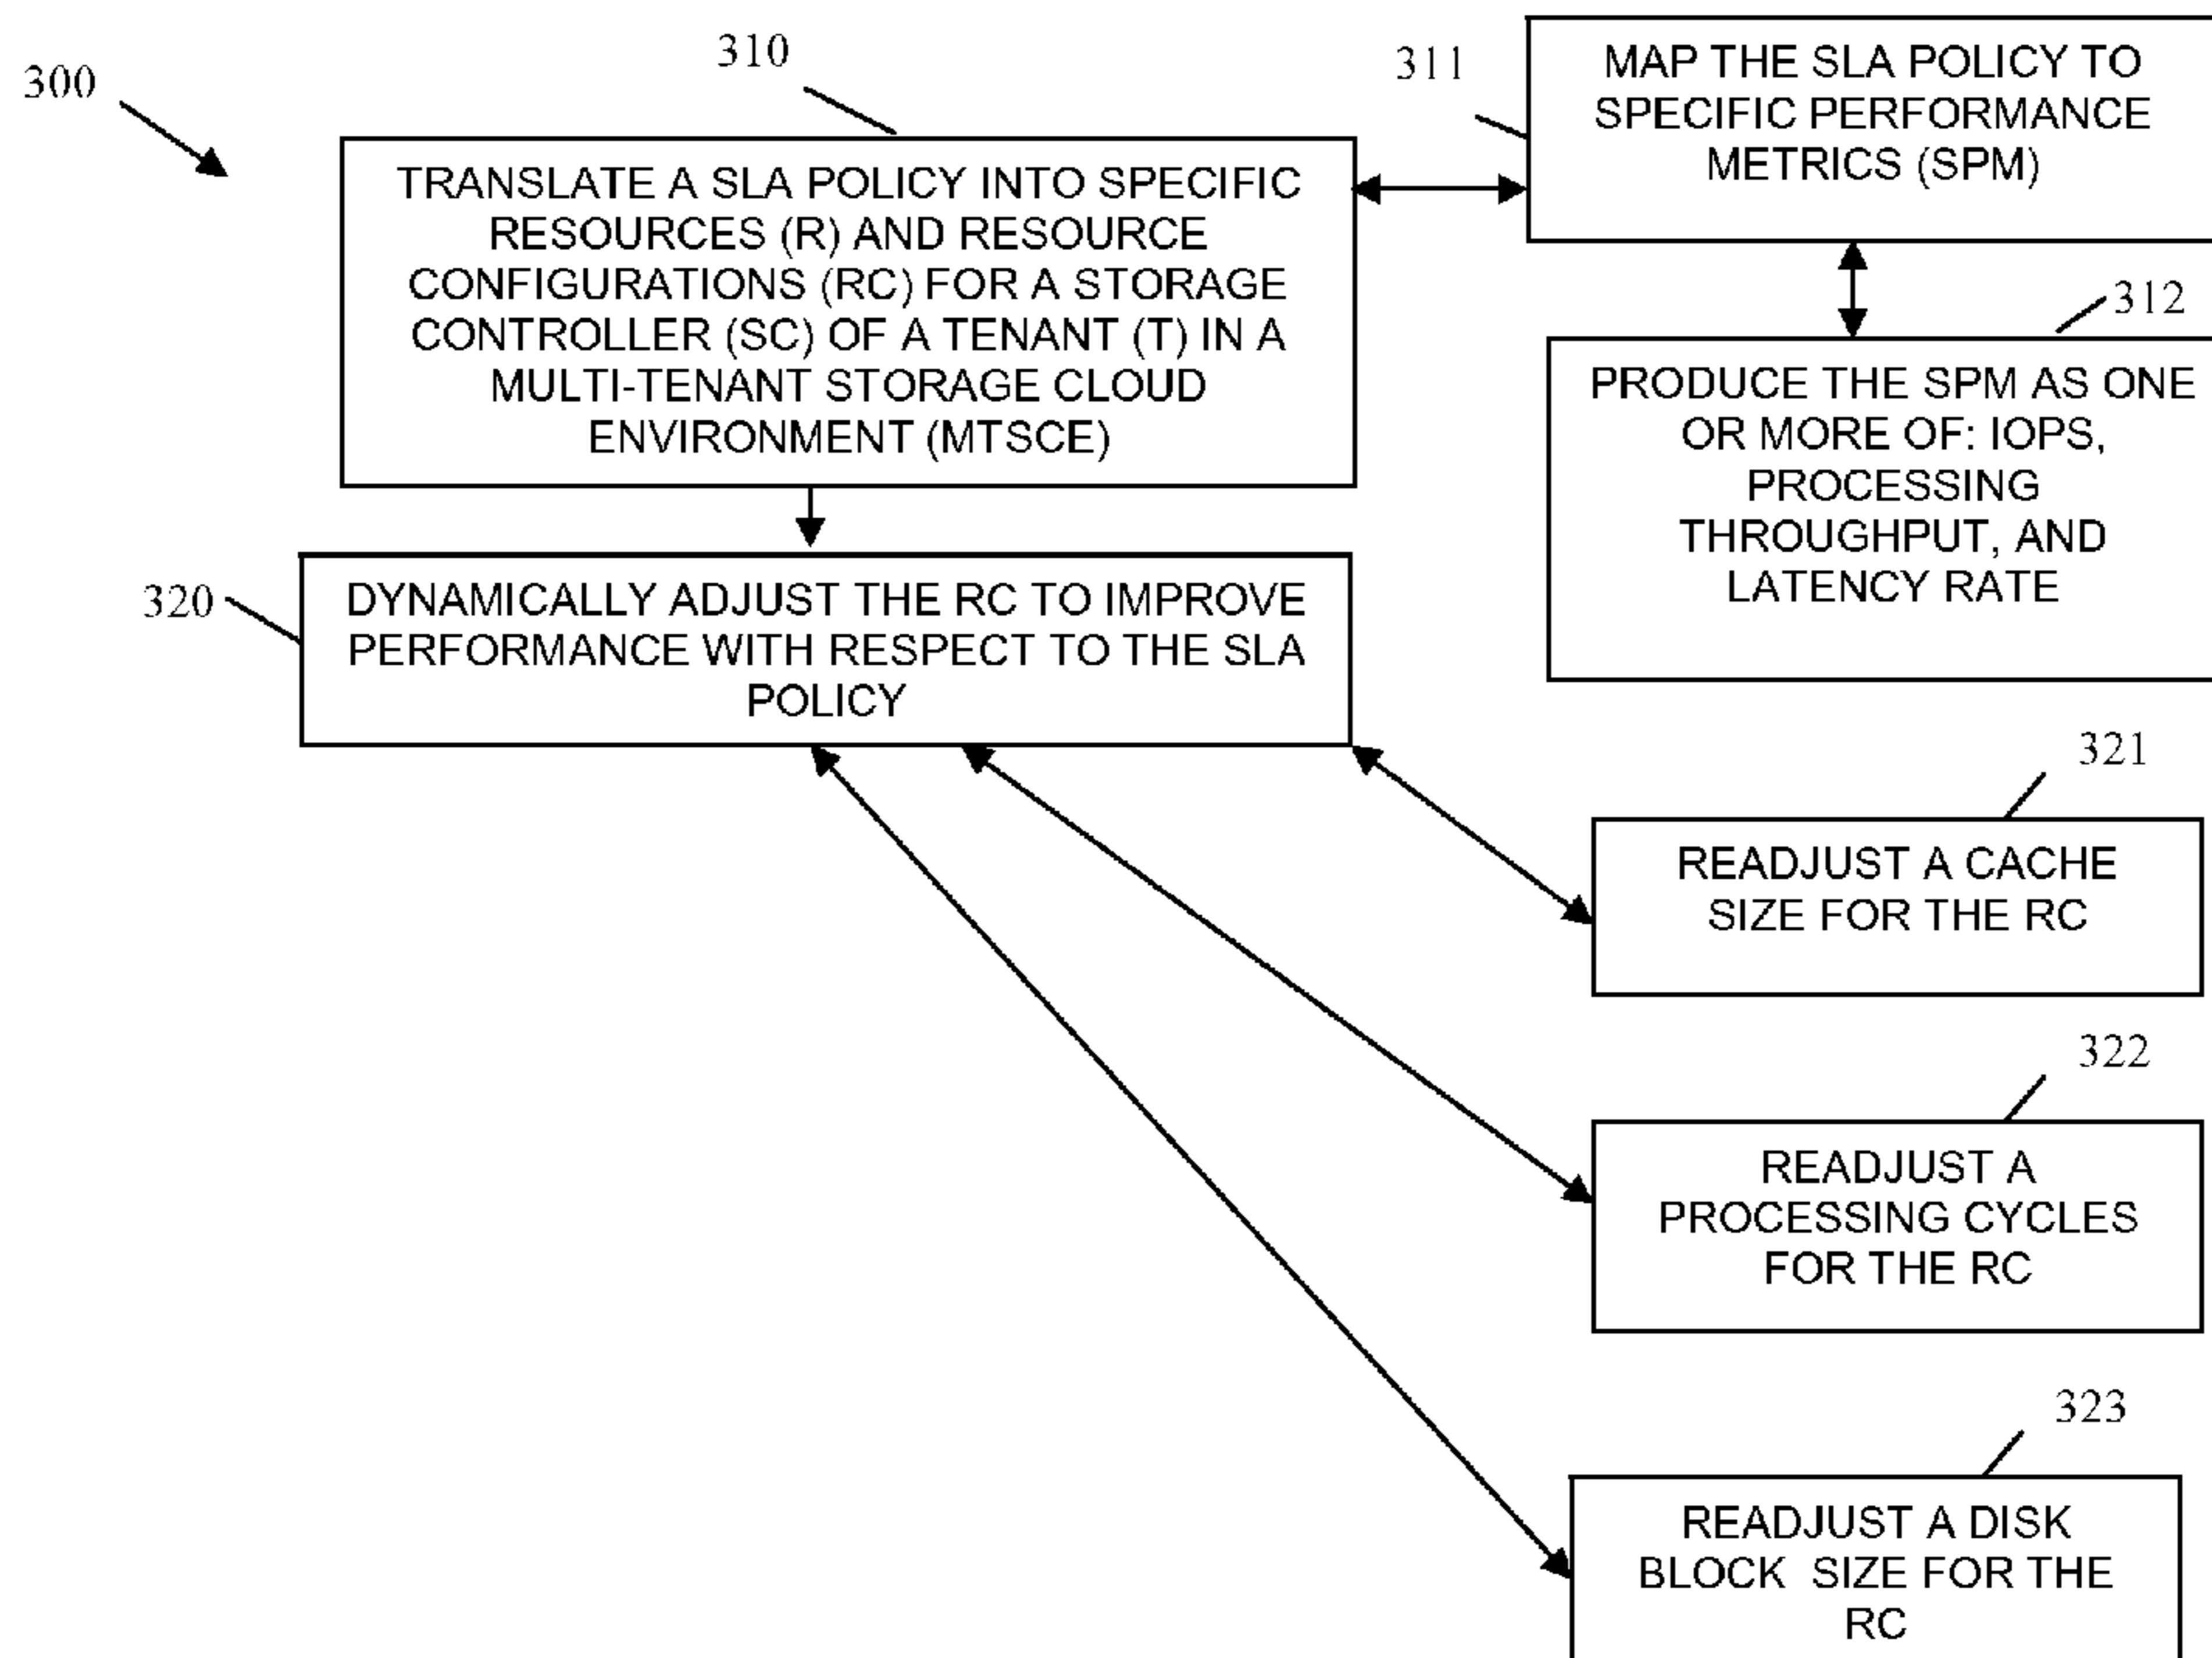 300
310
TRANSLATE A SLA POLICY INTO SPECIFIC
RESOURCES (R) AND RESOURCE
CONFIGURATIONS (RC) FOR A STORAGE
CONTROLLER (SC) OF A TENANT (T) IN A
MULTI-TENANT STORAGE CLOUD
ENVIRONMENT (MTSCE)
311
MAP THE SLA POLICY TO
SPECIFIC PERFORMANCE
METRICS (SPM)
312
PRODUCE THE SPM AS ONE
OR MORE OF: IOPS,
PROCESSING
THROUGHPUT, AND
LATENCY RATE
320
DYNAMICALLY ADJUST THE RC TO IMPROVE
PERFORMANCE WITH RESPECT TO THE SLA
POLICY
321
READJUST A CACHE
SIZE FOR THE RC
322
READJUST A
PROCESSING CYCLES
FOR THE RC
323
READJUST A DISK
BLOCK SIZE FOR THE
RC